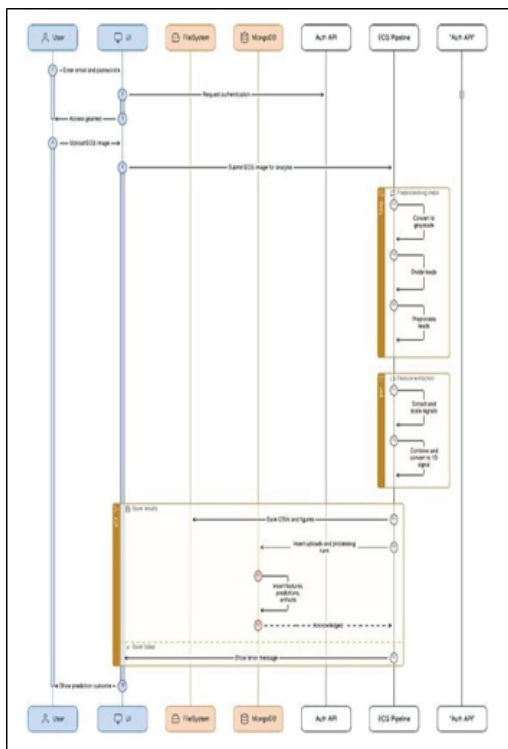 User
UI
FileSystem
MongoDB
Auth API
ECG Pipeline
"Auth API"
Enter email and password
Request authentication
Access granted
Upload ECG image
Submit ECG image for analysis
Preprocessing steps
Convert to
grayscale
Divide leads
Preprocess
leads
Feature extraction
Extract and
scale signals
Combine and
convert to 1D
signal
Save results
Save CSVs and figures
Insert uploads and processing
runs
Insert features,
predictions,
artifacts
Acknowledged
Show error message
Show prediction outcome
User
UI
FileSystem
MongoDB
Auth API
ECG Pipeline
"Auth API"